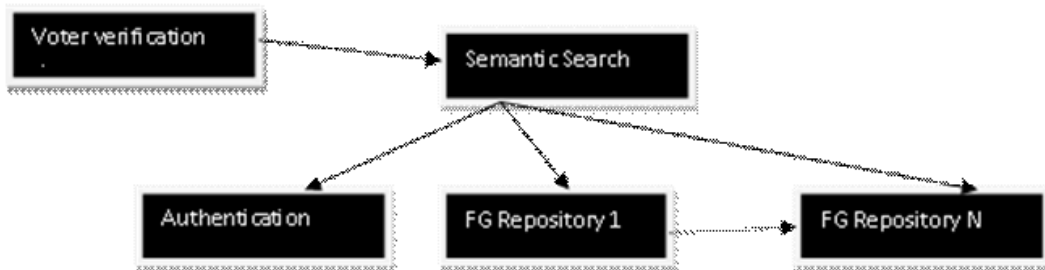 Voter verification
.
Semantic Search
Authentication
FG Repository 1
FG Repository N